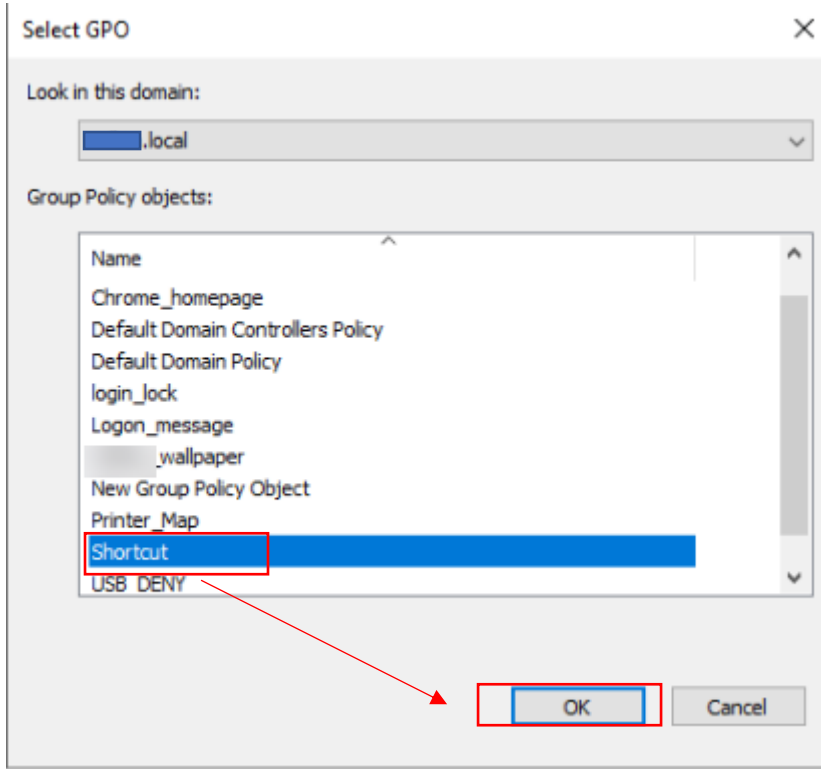 Select GPO
Look in this domain:
.local
Group Policy objects:
Name
Chrome_homepage
Default Domain Controllers Policy
Default Domain Policy
login_lock
Logon_message
_wallpaper
New Group Policy Object
Printer_Map
Shortcut
USB_DENY
OK Cancel